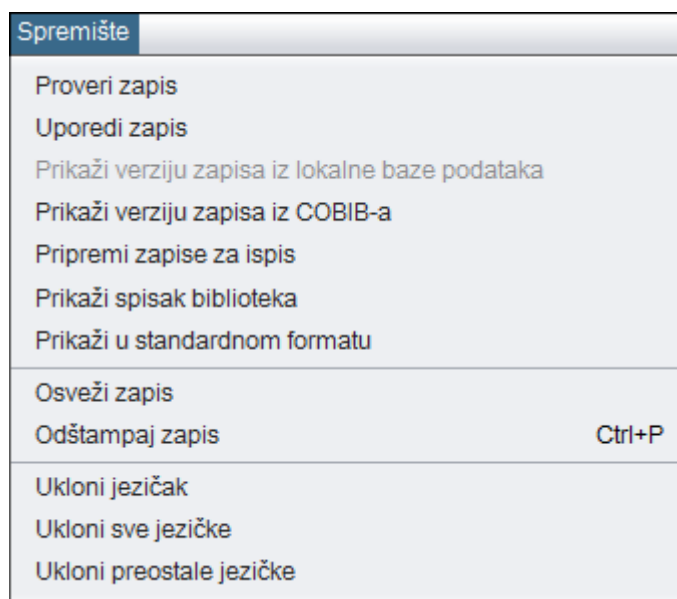 Spremište
Proveri zapis
Uporedi zapis
Prikaži verziju zapisa iz lokalne baze podataka
Prikaži verziju zapisa iz COBIB-a
Pripremi zapise za ispis
Prikaži spisak biblioteka
Prikaži u standardnom formatu
Osveži zapis
Odštampaj zapis Ctrl+P
Ukloni jezičak
Ukloni sve jezičke
Ukloni preostale jezičke